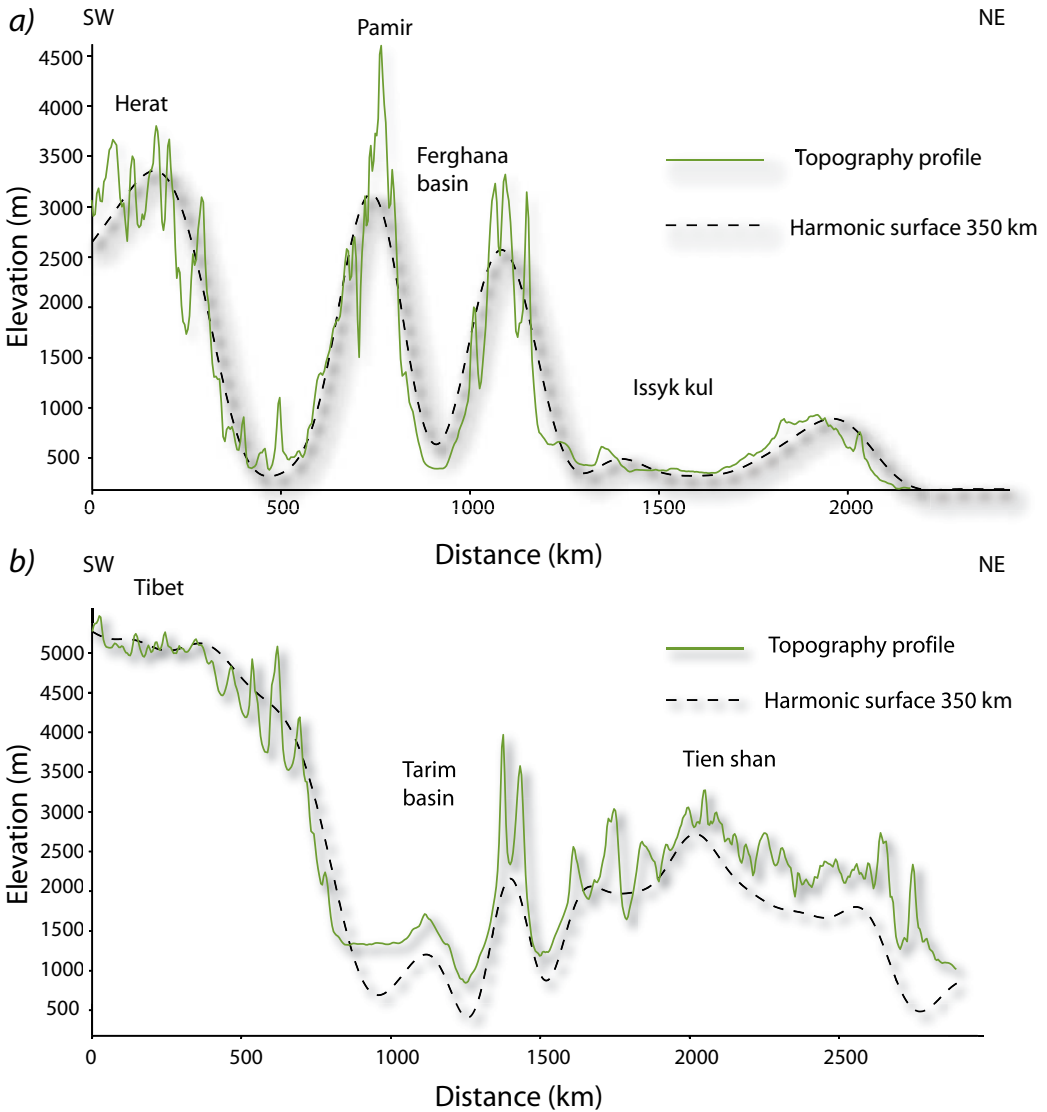 a)
SW
Pamir
NE
4500
4000
3500
3000
2500
2000
1500
1000
500
Elevation (m)
Herat
Ferghana
basin
Topography profile
Harmonic surface 350 km
Issyk kul
0
500
1000
1500
2000
Distance (km)
b)
SW
NE
Tibet
5000
4500
4000
3500
3000
2500
2000
1500
1000
500
Elevation (m)
Topography profile
Harmonic surface 350 km
Tarim
basin
Tien shan
0
500
1000
1500
2000
2500
Distance (km)